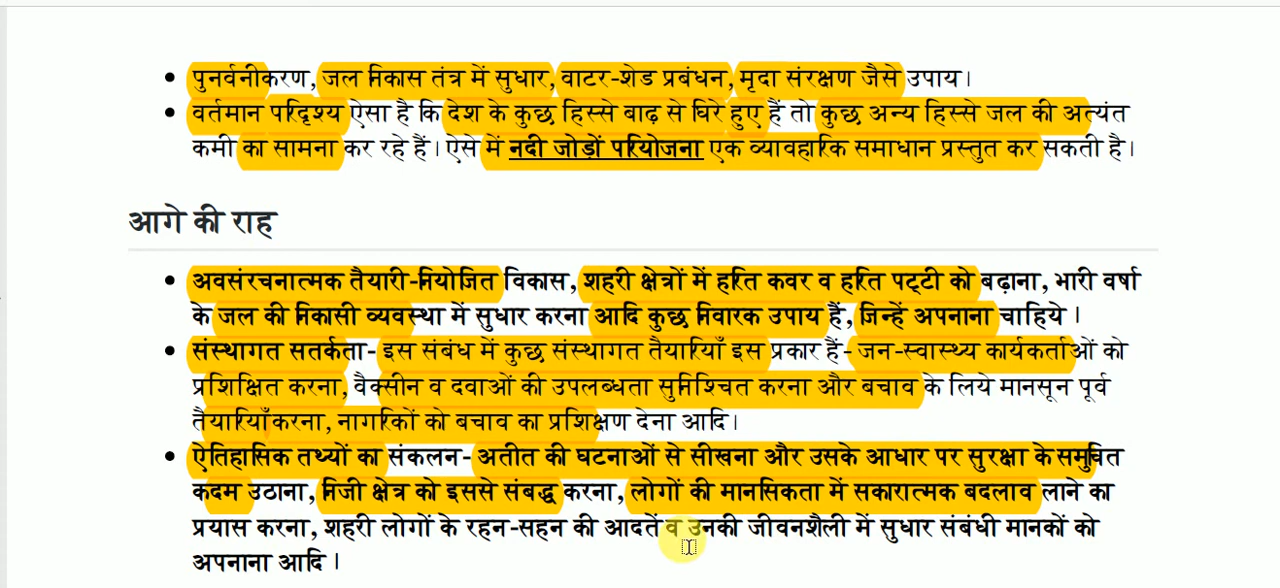 पुनर्वनीकरण, जल निकास तंत्र में सुधार, वाटर-शेड प्रबंधन, मृदा संरक्षण जैसे उपाय।
वर्तमान परिदृश्य ऐसा है कि देश के कुछ हिस्से बाढ़ से घिरे हुए हैं तो कुछ अन्य हिस्से जल की अत्यंत
कमी का सामना कर रहे हैं। ऐसे में नदी जोड़ों परियोजना एक व्यावहारिक समाधान प्रस्तुत कर सकती है।
आगे की राह
अवसंरचनात्मक तैयारी-नियोजित विकास, शहरी क्षेत्रों में हरित कवर व हरित पट्टी को बढ़ाना, भारी वर्षा
के जल की निकासी व्यवस्था में सुधार करना आदि कुछ निवारक उपाय हैं, जिन्हें अपनाना चाहिये ।
संस्थागत सतर्कता- इस संबंध में कुछ संस्थागत तैयारियाँ इस प्रकार हैं- जन-स्वास्थ्य कार्यकर्ताओं को
प्रशिक्षित करना, वैक्सीन व दवाओं की उपलब्धता सुनिश्चित करना और बचाव के लिये मानसून पूर्व
तैयारियाँ करना, नागरिकों को बचाव का प्रशिक्षण देना आदि।
ऐतिहासिक तथ्यों का संकलन- अतीत की घटनाओं से सीखना और उसके आधार पर सुरक्षा के समुचित
कदम उठाना, निजी क्षेत्र को इससे संबद्ध करना, लोगों की मानसिकता में सकारात्मक बदलाव लाने का
प्रयास करना, शहरी लोगों के रहन-सहन की आदतें व उनकी जीवनशैली में सुधार संबंधी मानकों को
अपनाना आदि ।